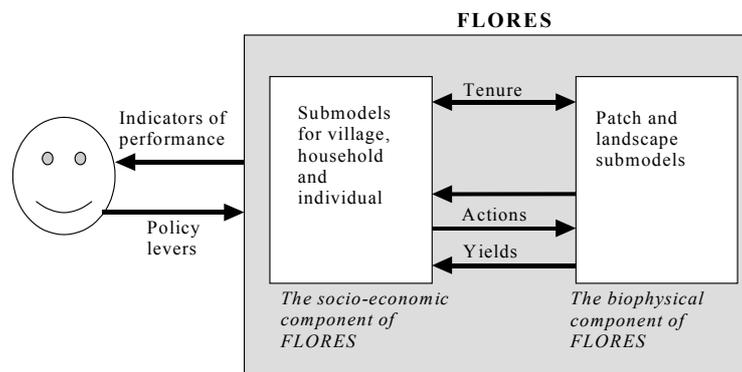 FLORES
Indicators of
performance
Policy
levers
Submodels
for village,
household
and
individual
Tenure
Actions
Yields
Patch and
landscape
submodels
The socio-economic
component of
FLORES
The biophysical
component of
FLORES